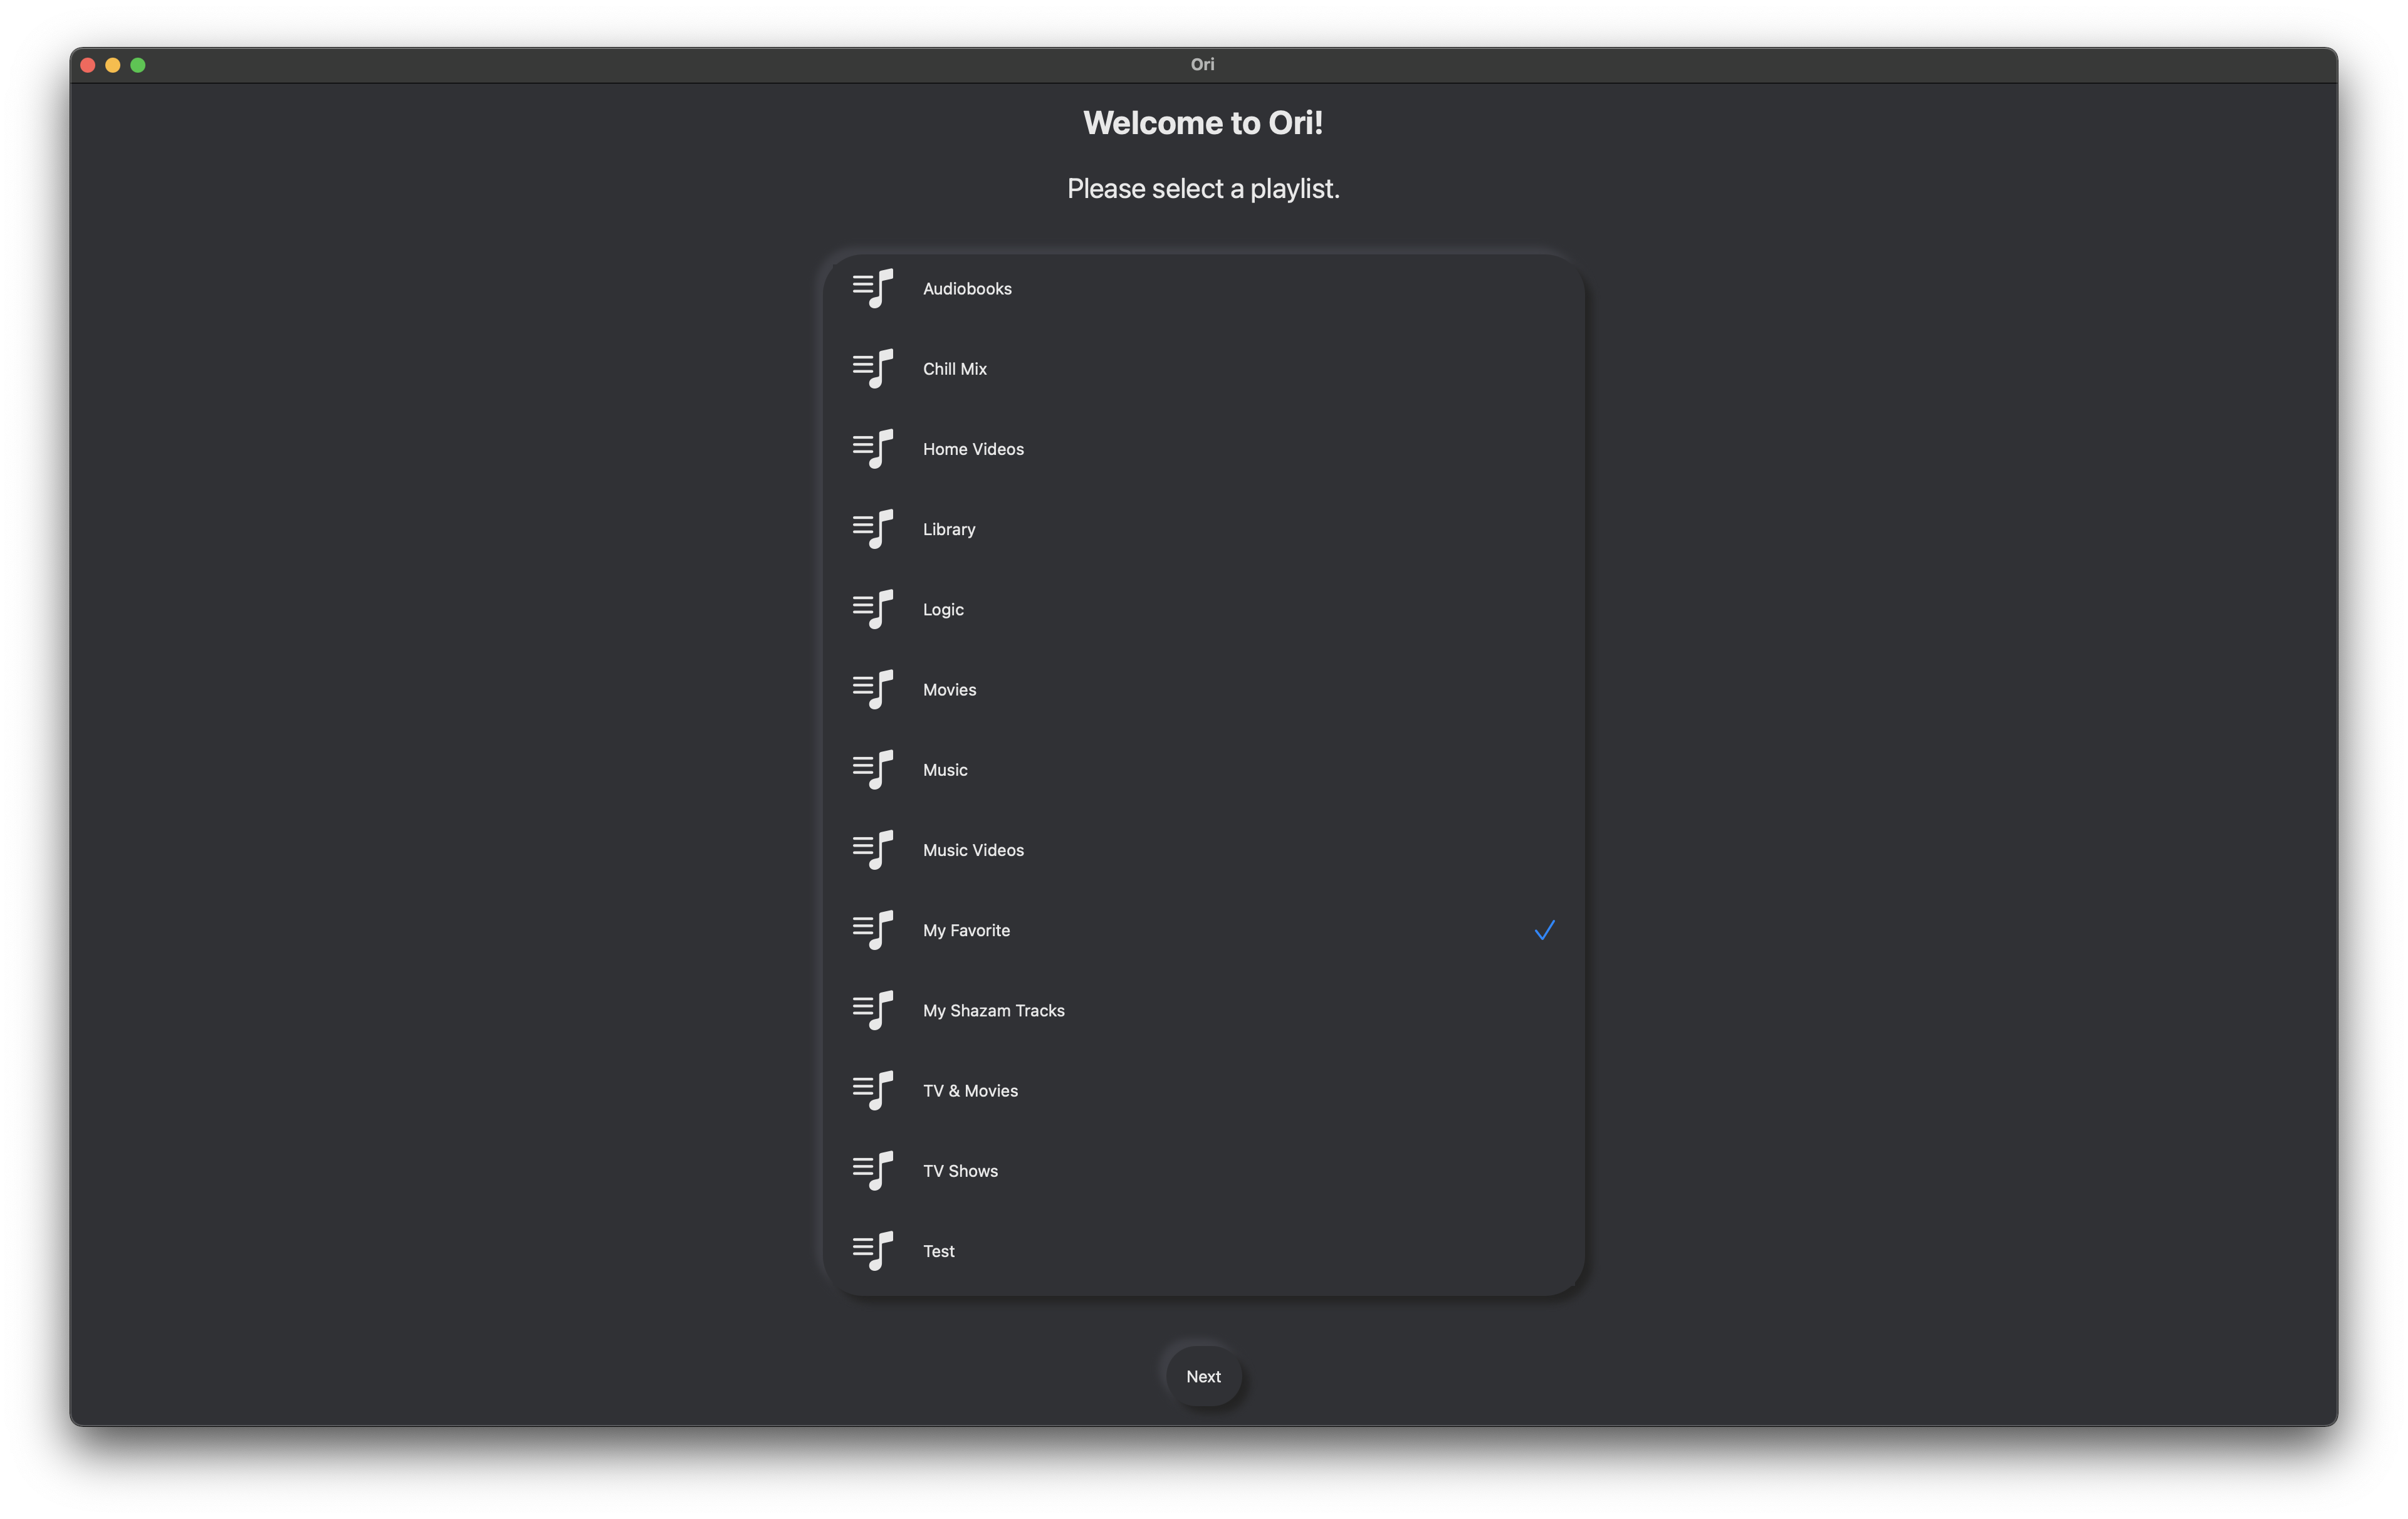 Ori
Welcome to Ori!
Please select a playlist.
Audiobooks
Chill Mix
Home Videos
Library
Logic
Movies
Music
Music Videos
My Favorite
My Shazam Tracks
TV & Movies
TV Shows
Test
Next